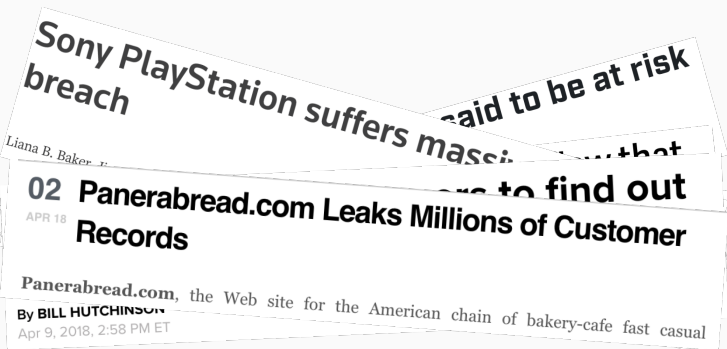 Sony PlayStation suffers massi
breach
said to be at risk
Liana B. Baker,
that
to find out
02 Panerabread.com Leaks Millions of Customer
APR 18
Records
Panerabread.com, the Web site for the American chain of bakery-cafe fast casual
By BILL HUTCHINSON
Apr 9, 2018, 2:58 PM ET